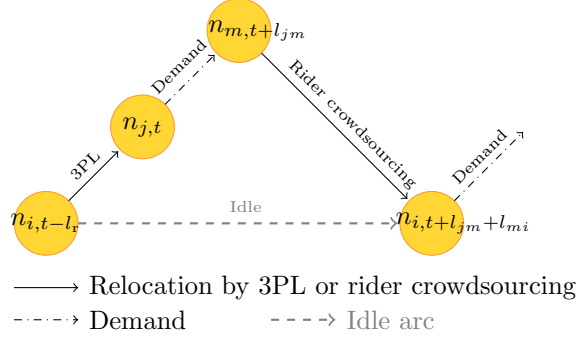 n_{m,t+l_{jm}}
Demand
Rider crowdsourcing
n_{j,t}
3PL
Demand
Idle
n_{i,t−l_r}
n_{i,t+l_{jm}+l_{mi}}
Relocation by 3PL or rider crowdsourcing
Demand Idle arc